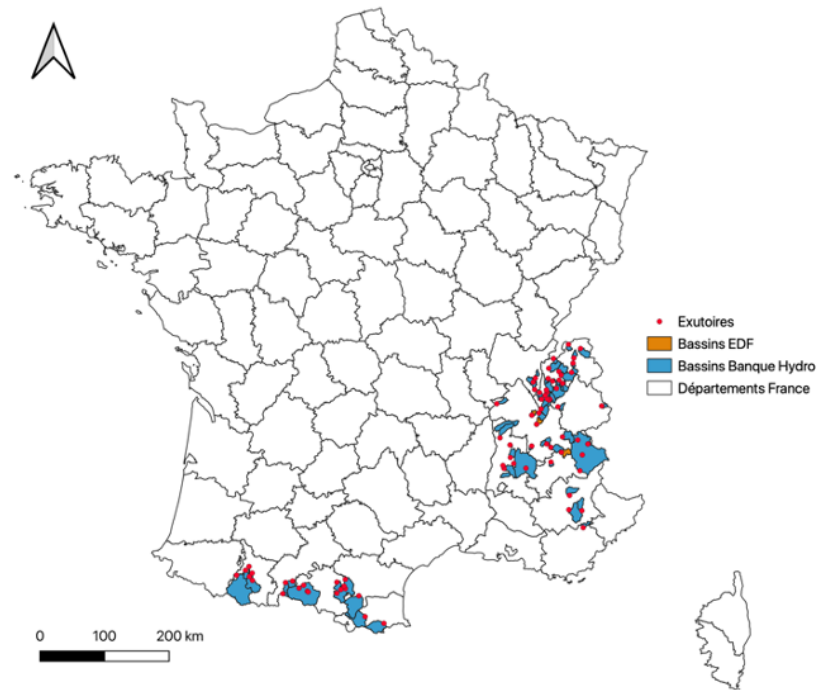 Exutoires
Bassins EDF
Bassins Banque Hydro
Départements France
0 100 200 km